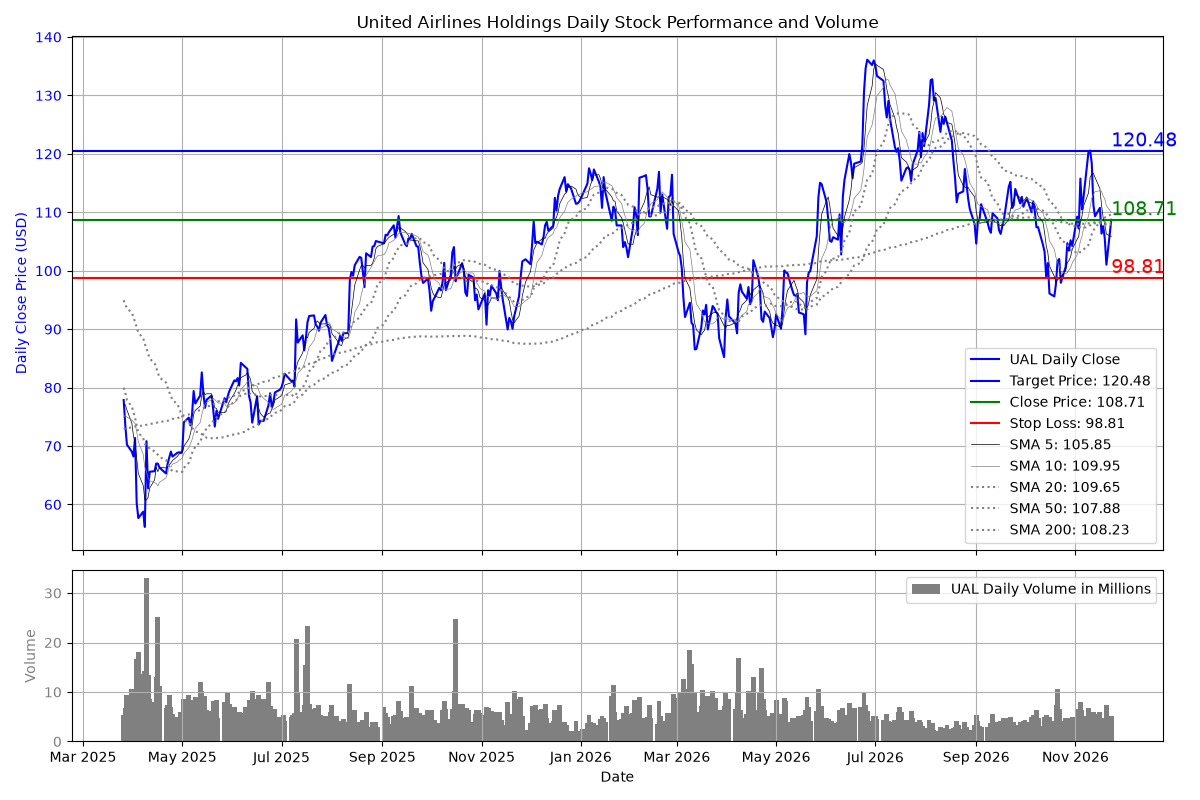 United Airlines Holdings Daily Stock Performance and Volume
Daily Close Price (USD)
140
130
120
110
100
90
80
70
60
120.48
108.71
98.81
UAL Daily Close
Target Price: 120.48
Close Price: 108.71
Stop Loss: 98.81
SMA 5: 105.85
SMA 10: 109.95
SMA 20: 109.65
SMA 50: 107.88
SMA 200: 108.23
Volume
30
20
10
0
UAL Daily Volume in Millions
Mar 2025 May 2025 Jul 2025 Sep 2025 Nov 2025 Jan 2026 Mar 2026 May 2026 Jul 2026 Sep 2026 Nov 2026
Date